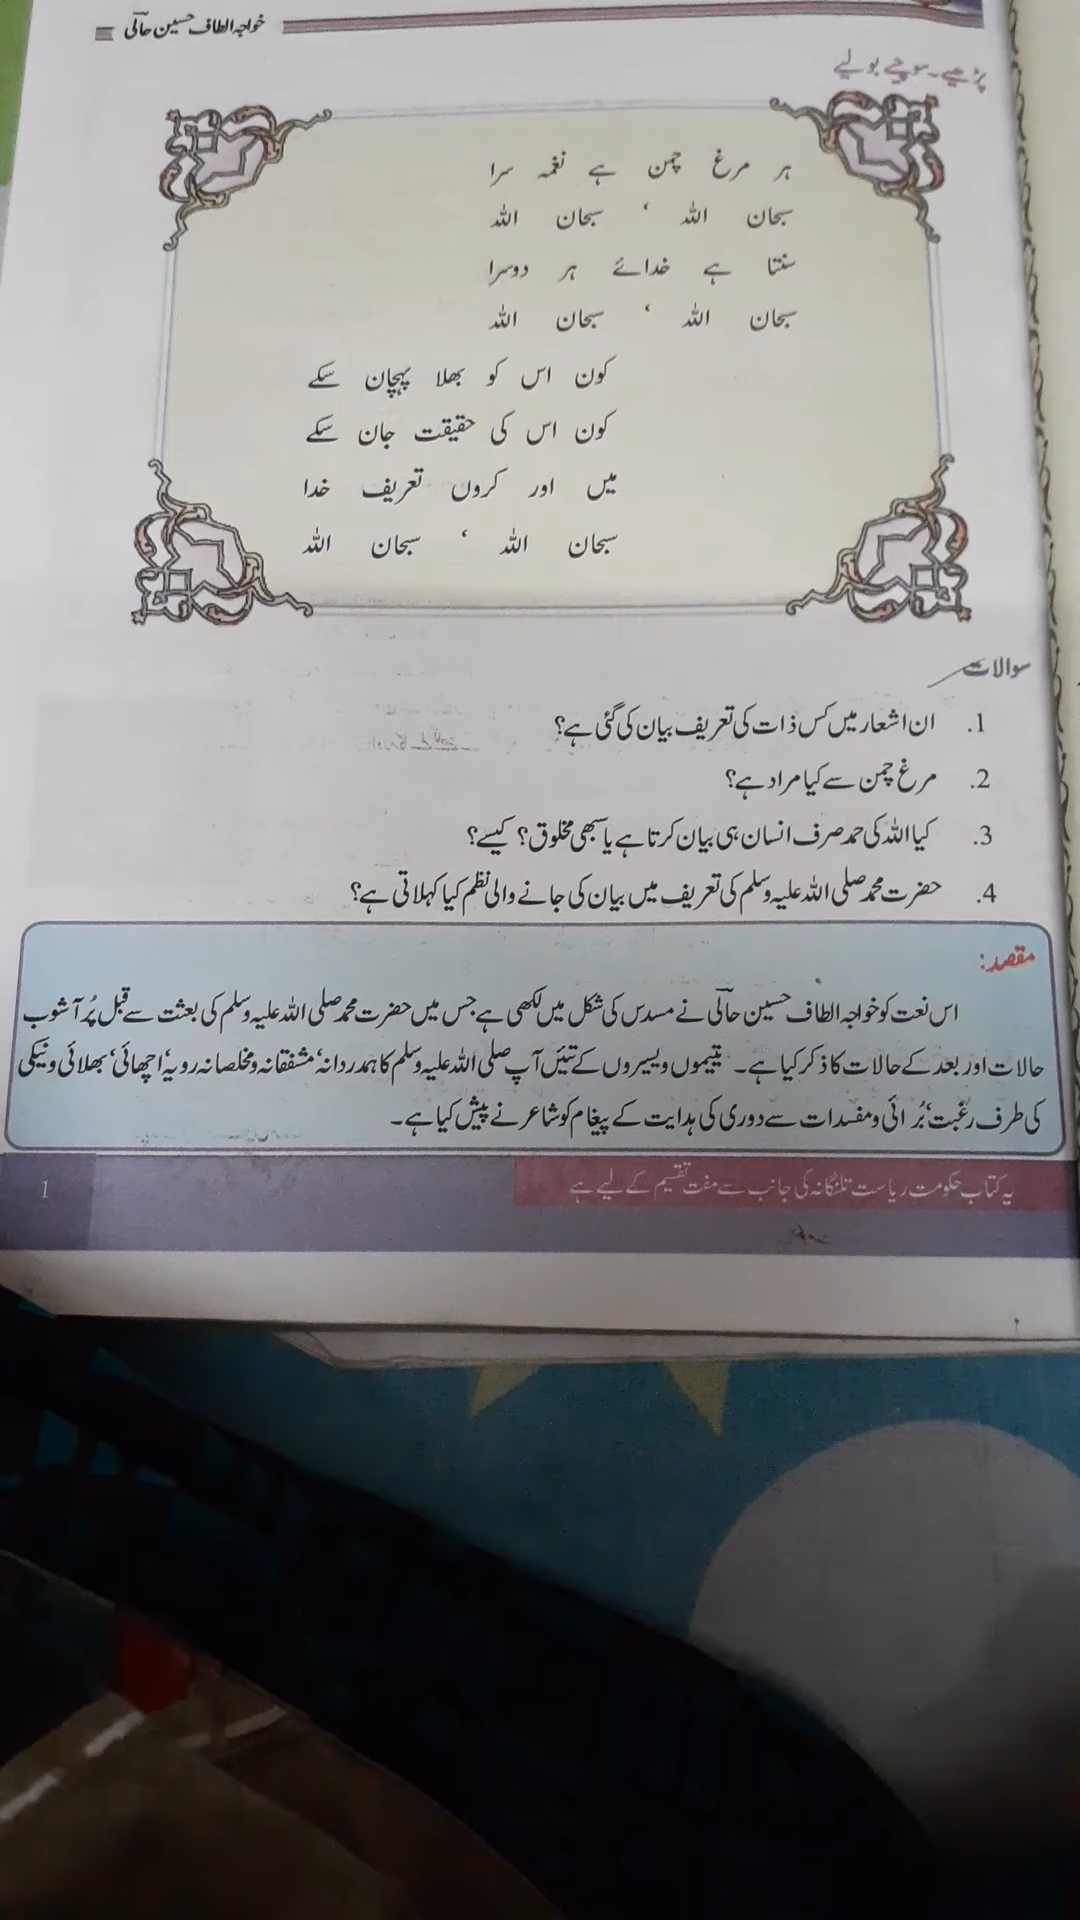 خواجہ الطاف حسین حالیؔ
پڑھیے۔ سوچیے بولیے
ہر مرغ چمن ہے نغمہ سرا
سبحان اللہ ‘ سبحان اللہ
سنتا ہے خدائے ہر دوسرا
سبحان اللہ ‘ سبحان اللہ
کون اس کو بھلا پہچان سکے
کون اس کی حقیقت جان سکے
میں اور کروں تعریف خدا
سبحان اللہ ‘ سبحان اللہ
سوالات
1. ان اشعار میں کس ذات کی تعریف بیان کی گئی ہے؟
2. مرغ چمن سے کیا مراد ہے؟
3. کیا اللہ کی حمد صرف انسان ہی بیان کرتا ہے یا سبھی مخلوق؟ کیسے؟
4. حضرت محمد صلی اللہ علیہ وسلم کی تعریف میں بیان کی جانے والی نظم کیا کہلاتی ہے؟
مقصد:
اس نعت کو خواجہ الطاف حسین حالیؔ نے مسدس کی شکل میں لکھی ہے جس میں حضرت محمد صلی اللہ علیہ وسلم کی بعثت سے قبل پُر آشوب
حالات اور بعد کے حالات کا ذکر کیا ہے۔ یتیموں و یسیروں کے تئیں آپ صلی اللہ علیہ وسلم کا ہمدردانہ‘ مشفقانہ و مخلصانہ رویہ‘ اچھائی‘ بھلائی و نیکی
کی طرف رغبت‘ بُرائی و مفسدات سے دوری کی ہدایت کے پیغام کو شاعر نے پیش کیا ہے۔
یہ کتاب حکومت ریاست تلنگانہ کی جانب سے مفت تقسیم کے لیے ہے
1